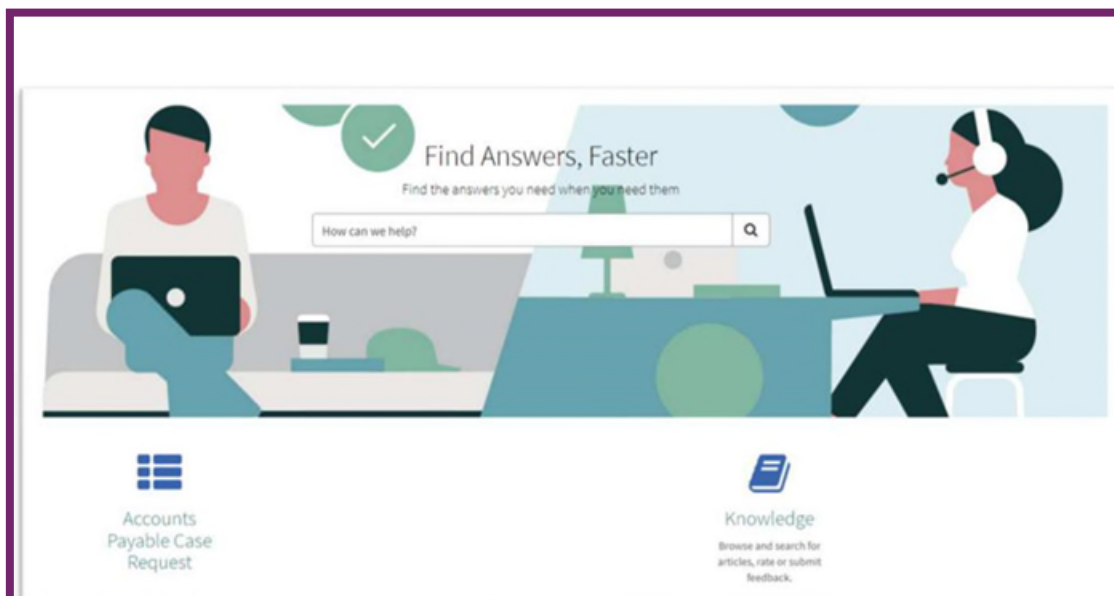 Find Answers, Faster
Find the answers you need when you need them
How can we help?
Accounts
Payable Case
Request
Knowledge
Browse and search for
articles, rate or submit
feedback.